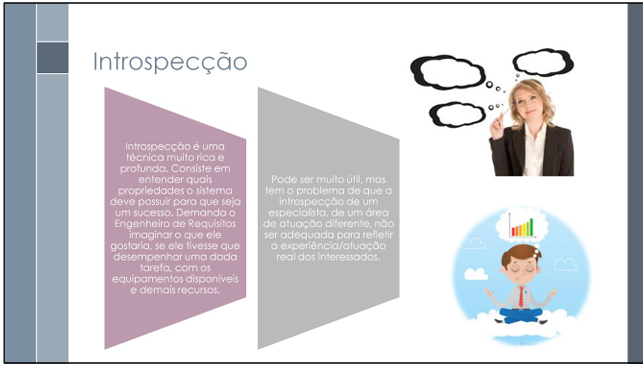 Introspecção
Introspecção é uma
técnica muito rica e
profunda. Consiste em
entender quais
propriedades o sistema
deve possuir para que seja
um sucesso. Demanda o
Engenheiro de Requisitos
imaginar o que ele
gostaria, se ele tivesse que
desempenhar uma dada
tarefa, com os
equipamentos disponíveis
e demais recursos.
Pode ser muito útil, mas
tem o problema de que a
introspecção de um
especialista, de um área
de atuação diferente, não
ser adequada para refletir
a experiência/atuação
real dos interessados.